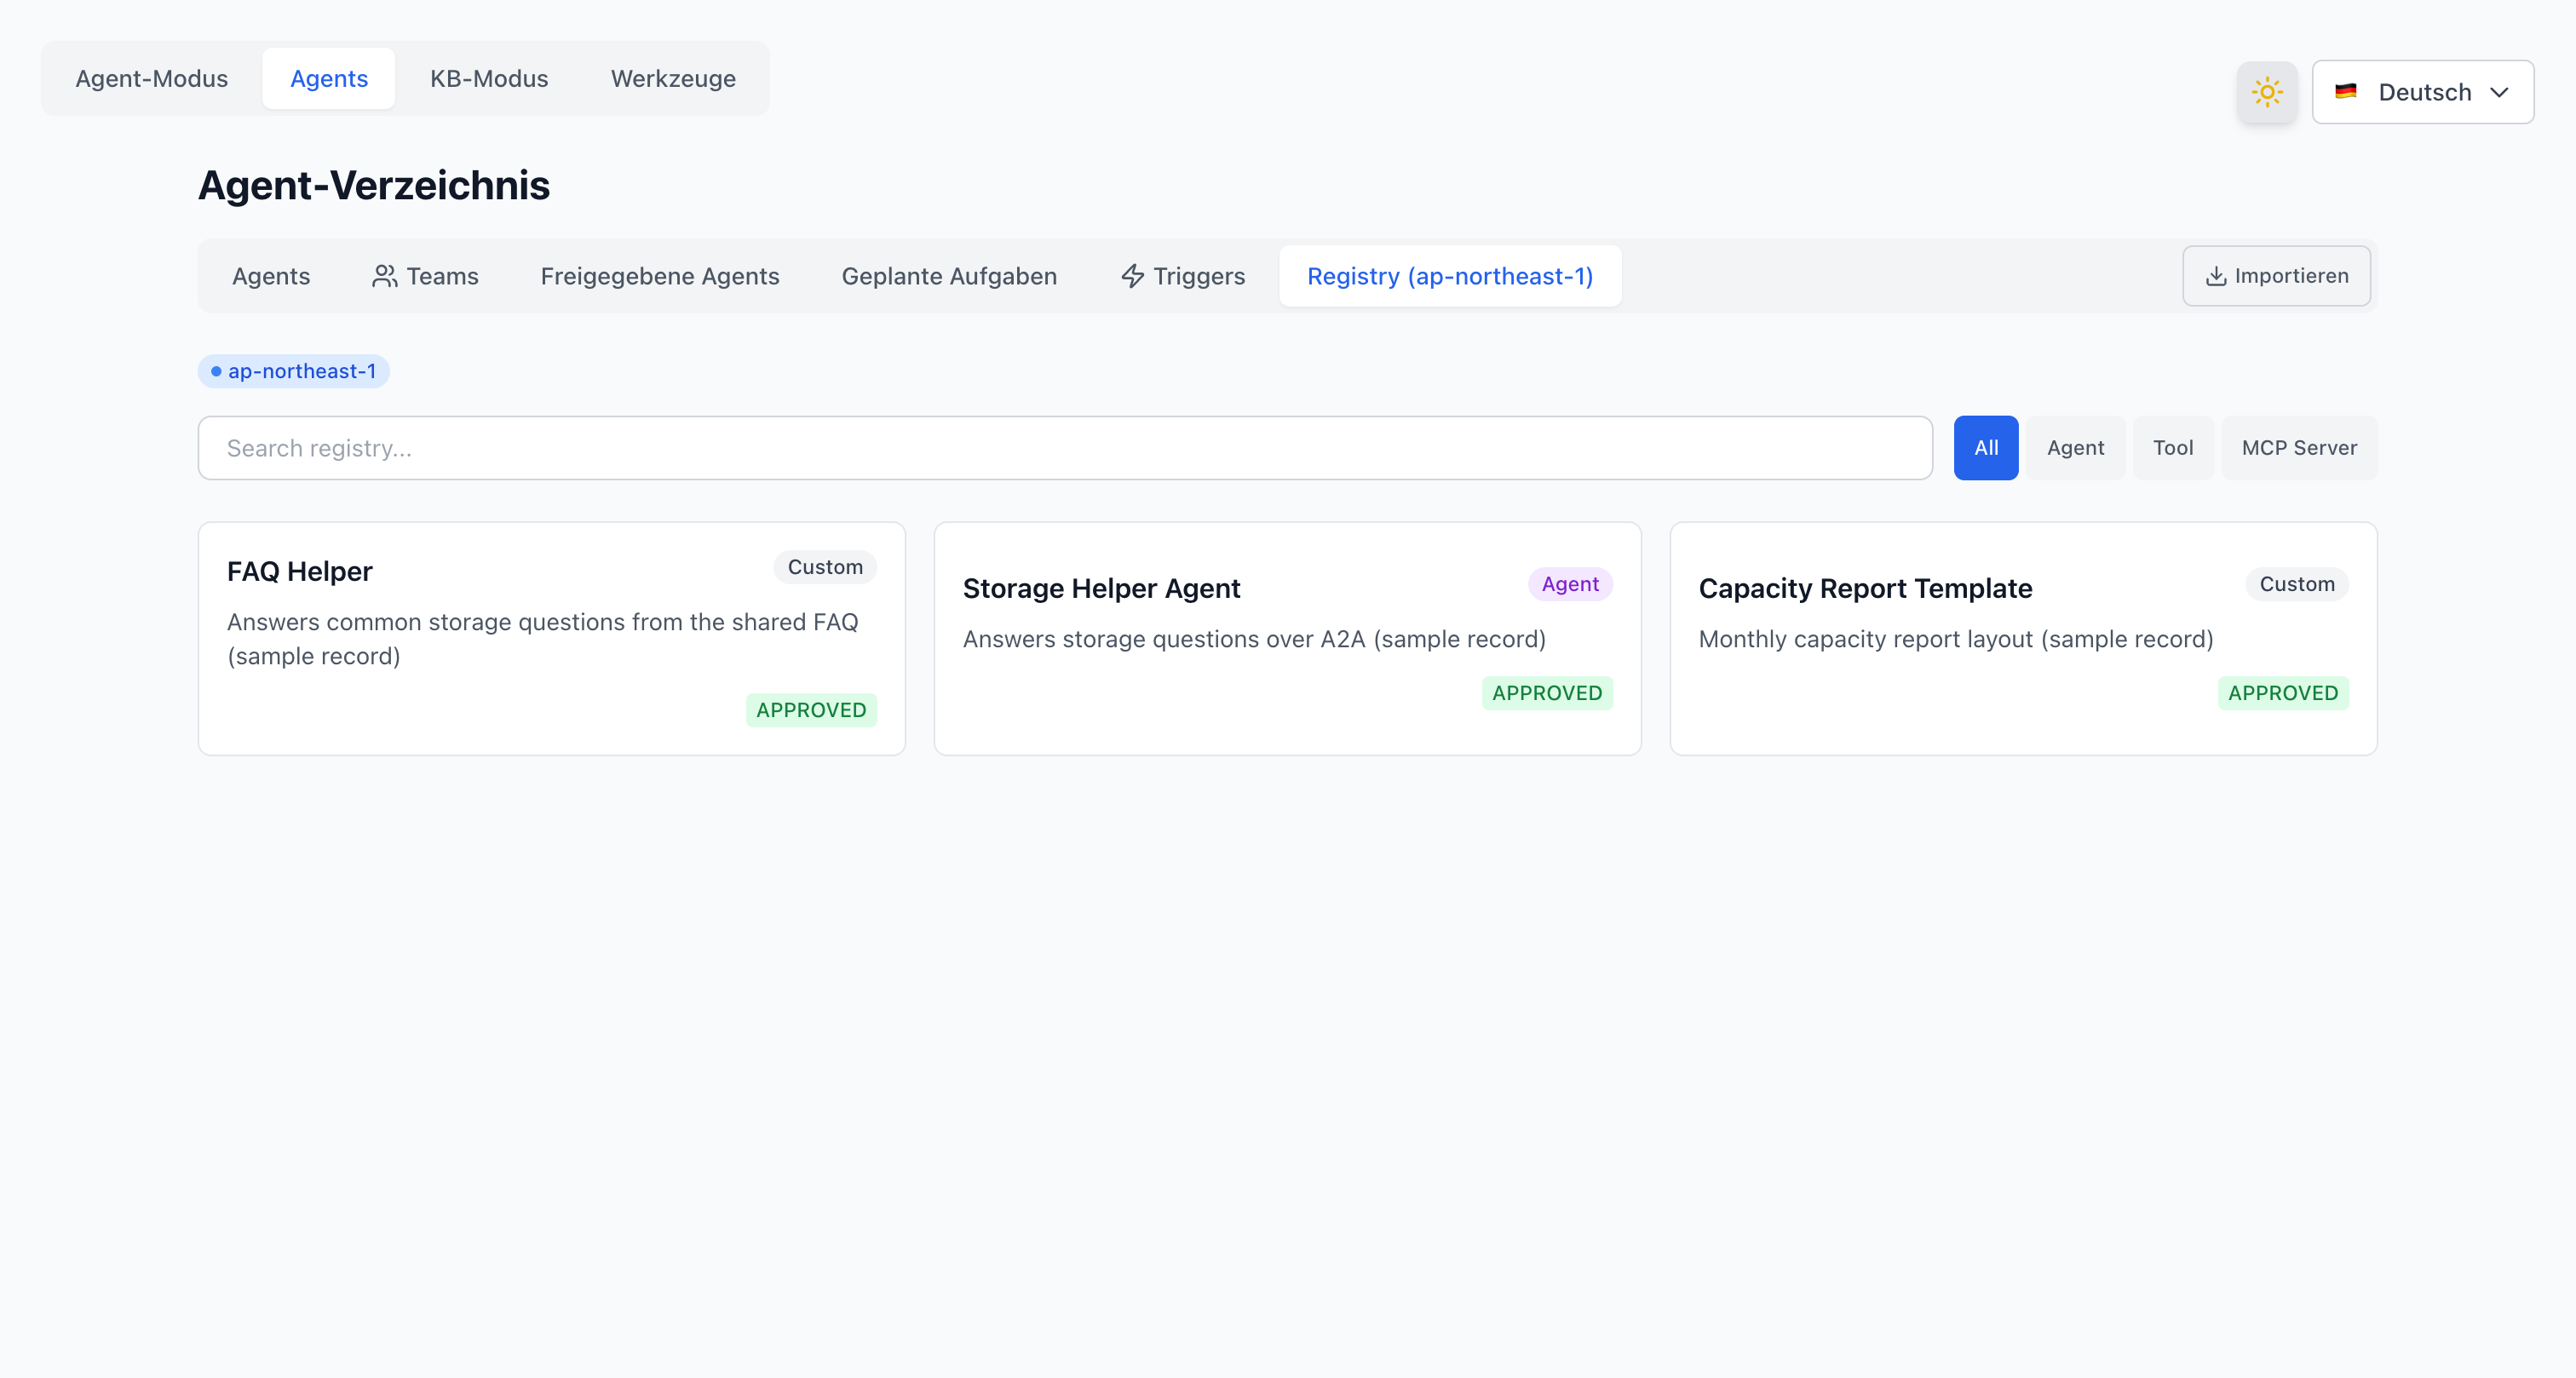 Agent-Modus Agents KB-Modus Werkzeuge
Deutsch
Agent-Verzeichnis
Agents Teams Freigegebene Agents Geplante Aufgaben Triggers Registry (ap-northeast-1) Importieren
ap-northeast-1
Search registry... All Agent Tool MCP Server
FAQ Helper Custom
Answers common storage questions from the shared FAQ
(sample record)
APPROVED
Storage Helper Agent Agent
Answers storage questions over A2A (sample record)
APPROVED
Capacity Report Template Custom
Monthly capacity report layout (sample record)
APPROVED